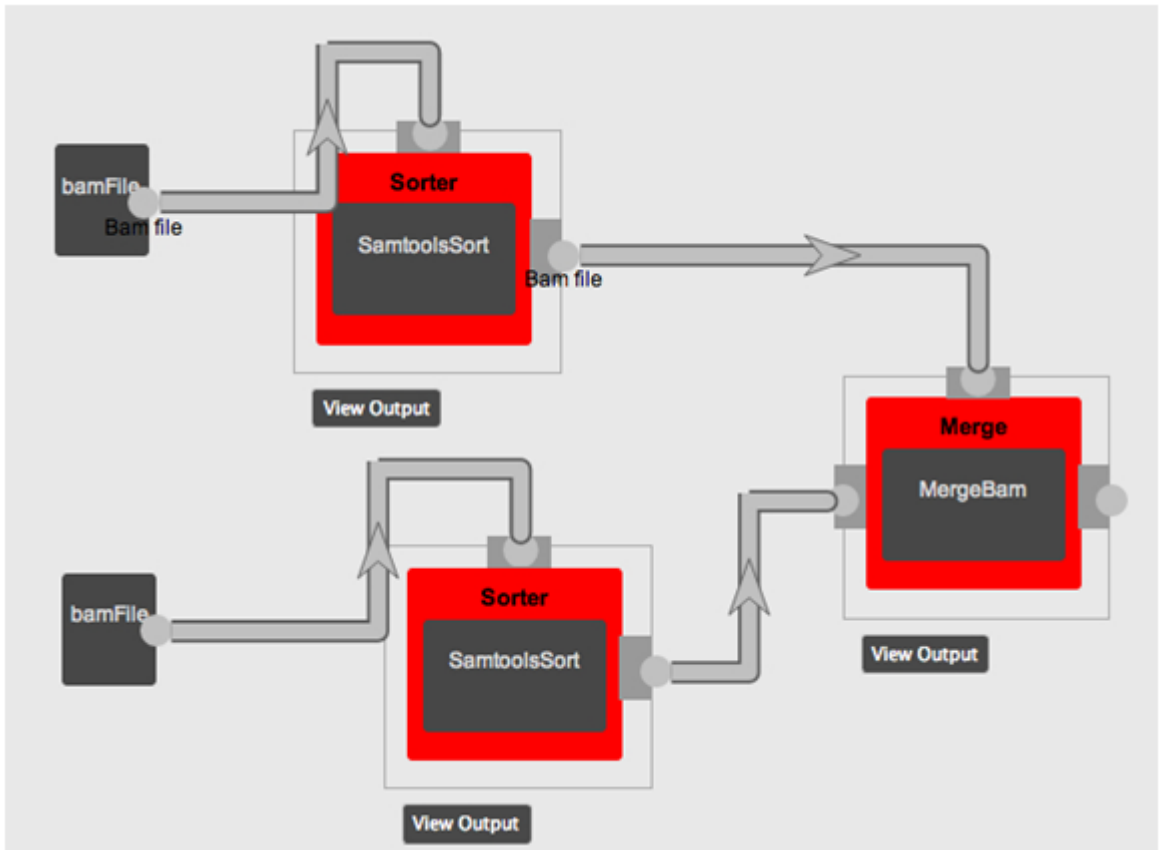 bamFile
Bam file
Sorter
SamtoolsSort
Bam file
View Output
Merge
MergeBam
View Output
bamFile
Sorter
SamtoolsSort
View Output